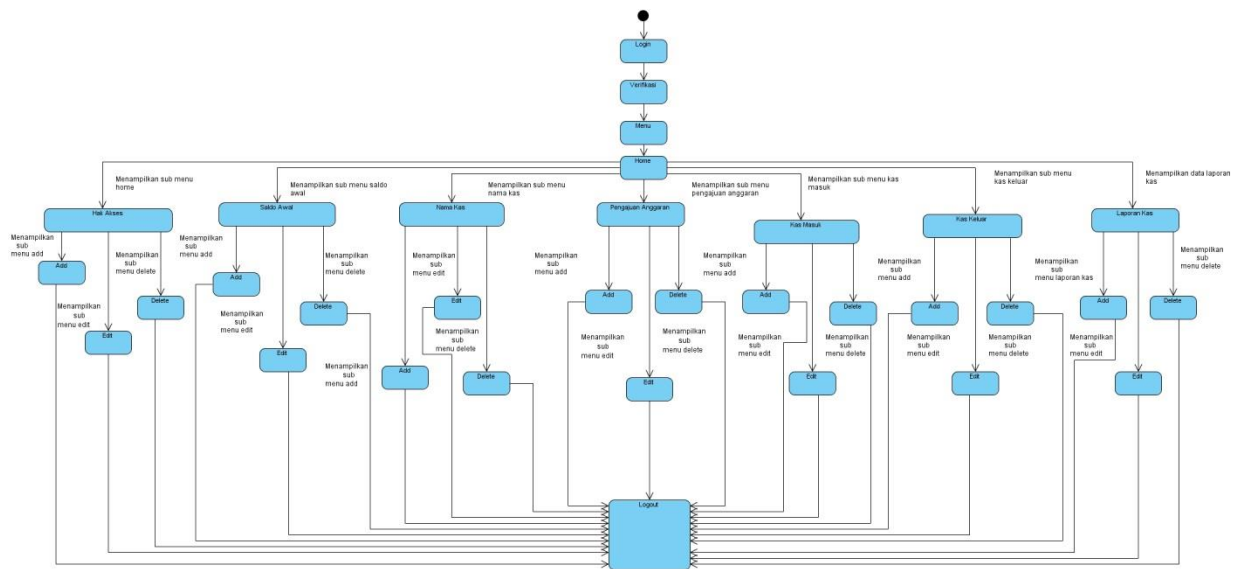 Login
Verifikasi
Menu
Home
Menampilkan sub menu
home
Menampilkan sub menu saldo
awal
Menampilkan sub menu
nama kas
Menampilkan sub menu
pengajuan anggaran
Menampilkan sub menu kas
masuk
Menampilkan sub menu
kas keluar
Menampilkan data laporan
kas
Hak Akses
Saldo Awal
Nama Kas
Pengajuan Anggaran
Kas Masuk
Kas Keluar
Laporan Kas
Menampilkan
sub
menu add
Add
Menampilkan
sub
menu edit
Edit
Menampilkan
sub
menu delete
Delete
Menampilkan
sub
menu add
Add
Menampilkan
sub
menu edit
Edit
Menampilkan
sub
menu delete
Delete
Menampilkan
sub
menu add
Add
Menampilkan
sub
menu edit
Edit
Menampilkan
sub
menu delete
Delete
Menampilkan
sub
menu add
Add
Menampilkan
sub
menu edit
Edit
Menampilkan
sub
menu delete
Delete
Menampilkan
sub
menu add
Add
Menampilkan
sub
menu edit
Edit
Menampilkan
sub
menu delete
Delete
Menampilkan
sub
menu add
Add
Menampilkan
sub
menu edit
Edit
Menampilkan
sub
menu delete
Delete
Menampilkan
sub
menu laporan kas
Add
Menampilkan
sub
menu edit
Edit
Menampilkan
sub
menu delete
Delete
Logout